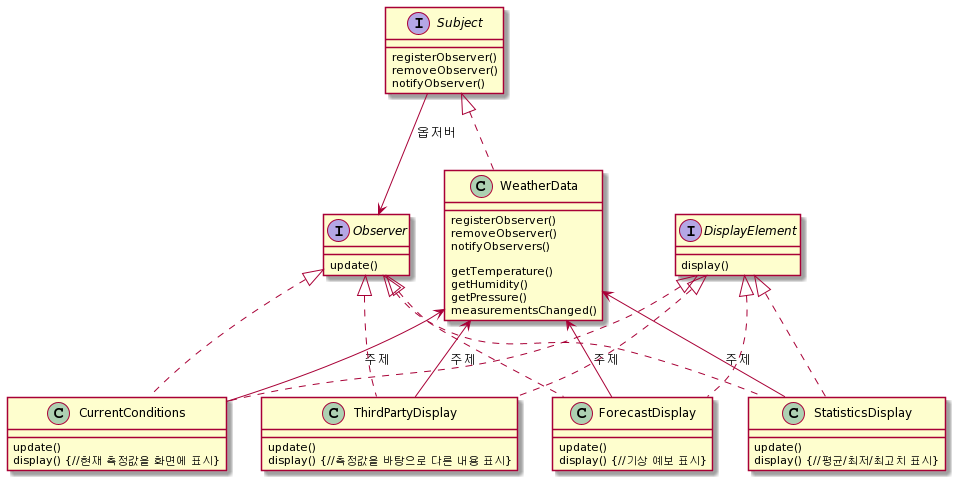 I Subject
registerObserver()
removeObserver()
notifyObserver()
옵저버
C WeatherData
registerObserver()
removeObserver()
notifyObservers()
getTemperature()
getHumidity()
getPressure()
measurementsChanged()
I Observer
update()
I DisplayElement
display()
주제
주제
주제
주제
C CurrentConditions
update()
display() {//현재 측정값을 화면에 표시}
C ThirdPartyDisplay
update()
display() {//측정값을 바탕으로 다른 내용 표시}
C ForecastDisplay
update()
display() {//기상 예보 표시}
C StatisticsDisplay
update()
display() {//평균/최저/최고치 표시}